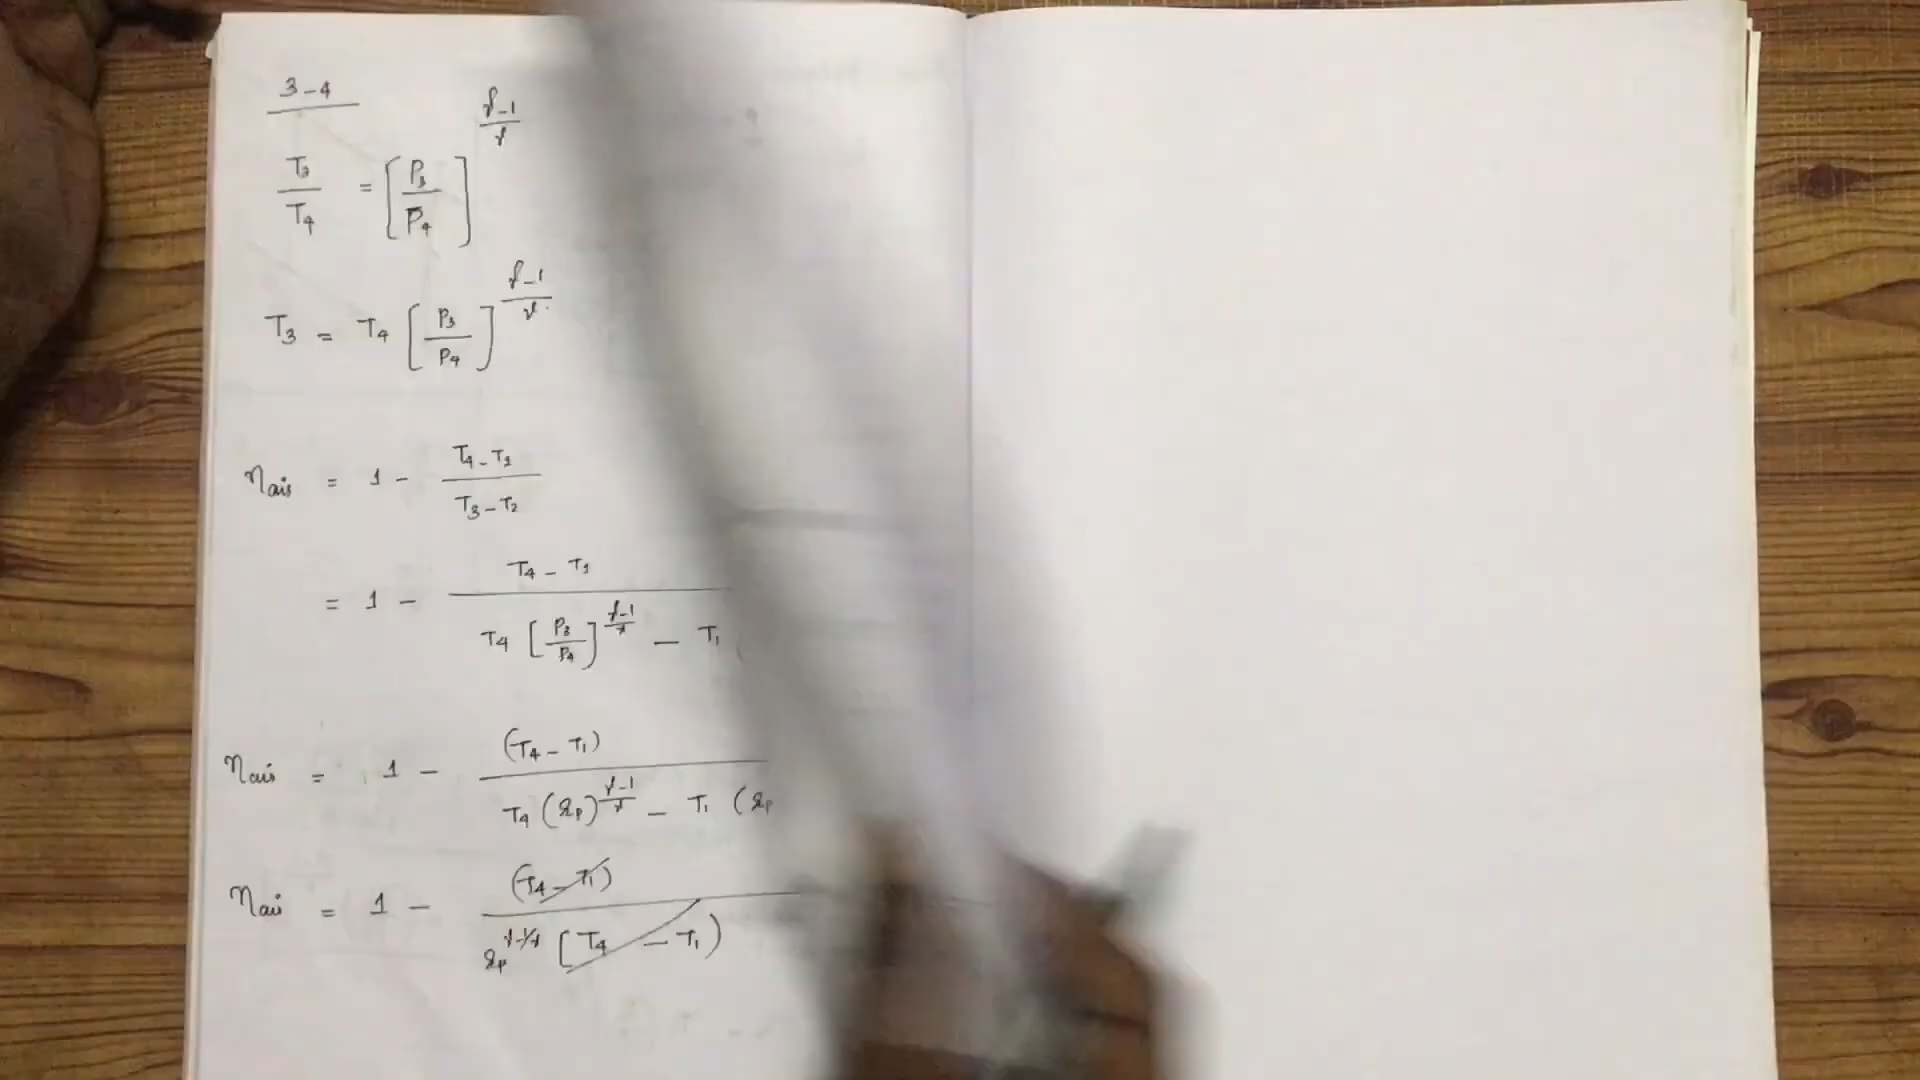 3-4
T3/T4 = [P3/P4]^(γ-1)/γ
T3 = T4 [P3/P4]^(γ-1)/γ
ηair = 1 - (T4-T1)/(T3-T2)
= 1 - (T4 - T1)/(T4 [P3/P4]^(γ-1)/γ - T1
ηair = 1 - (T4 - T1)/(T4 (rp)^(γ-1)/γ - T1 (rp
ηair = 1 - (T4 - T1)/(rp^γ-1/γ [T4 - T1)